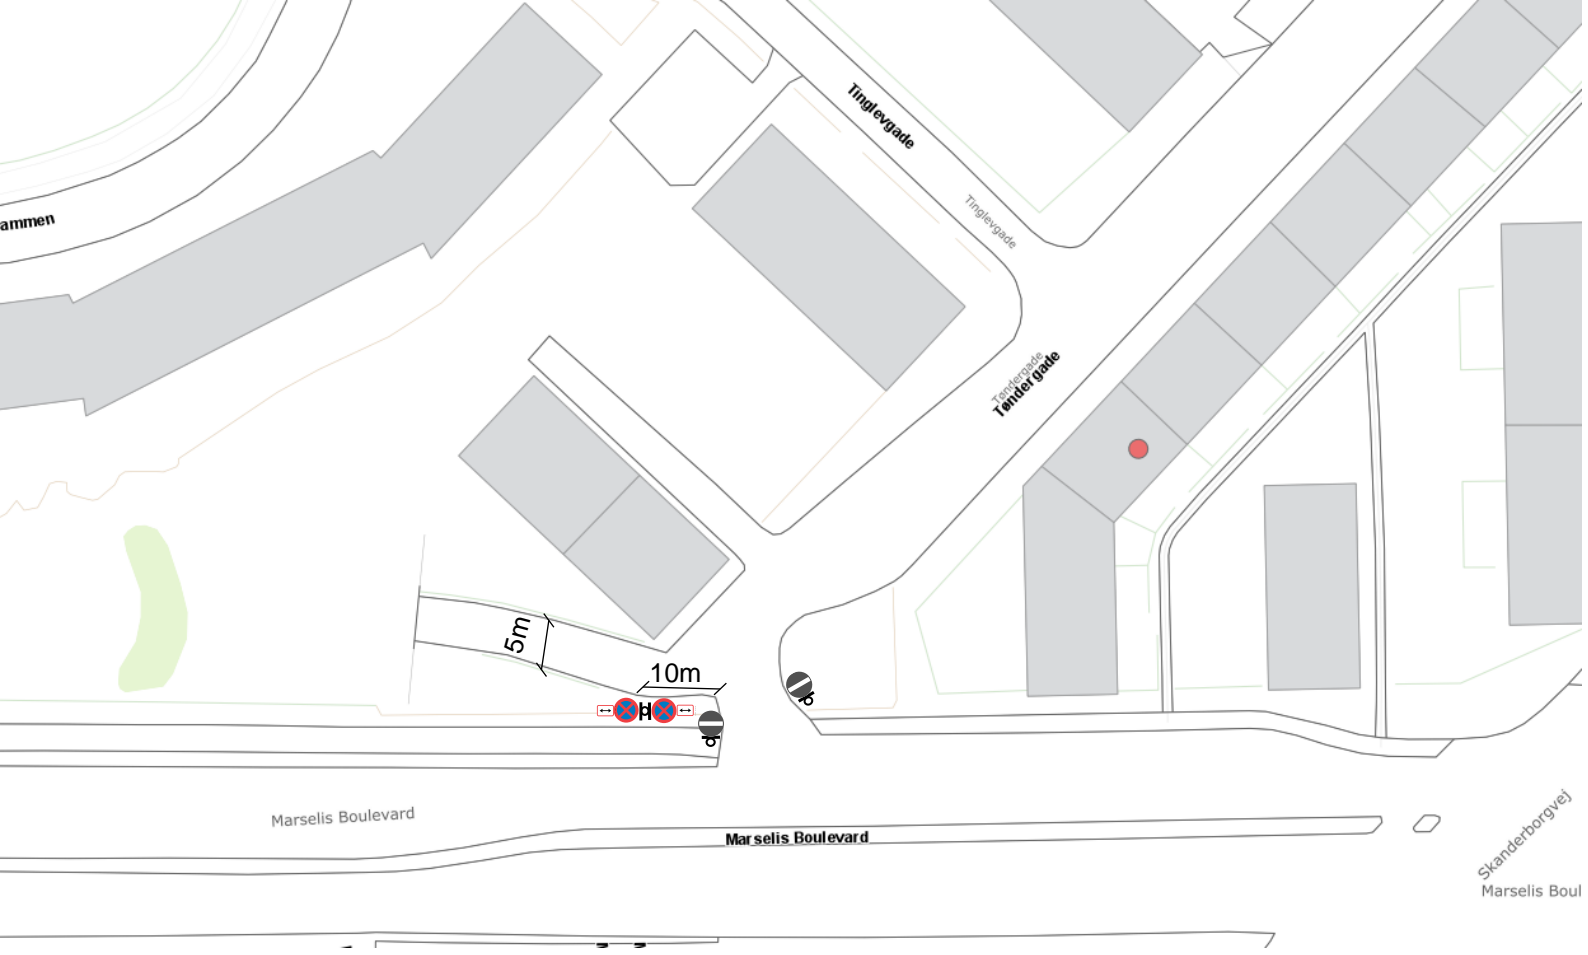 Tinglevgade
Tinglevgade
ammen
Tøndergade
Tøndergade
5m
10m
Marselis Boulevard
Marselis Boulevard
Skanderborgvej
Marselis Boul